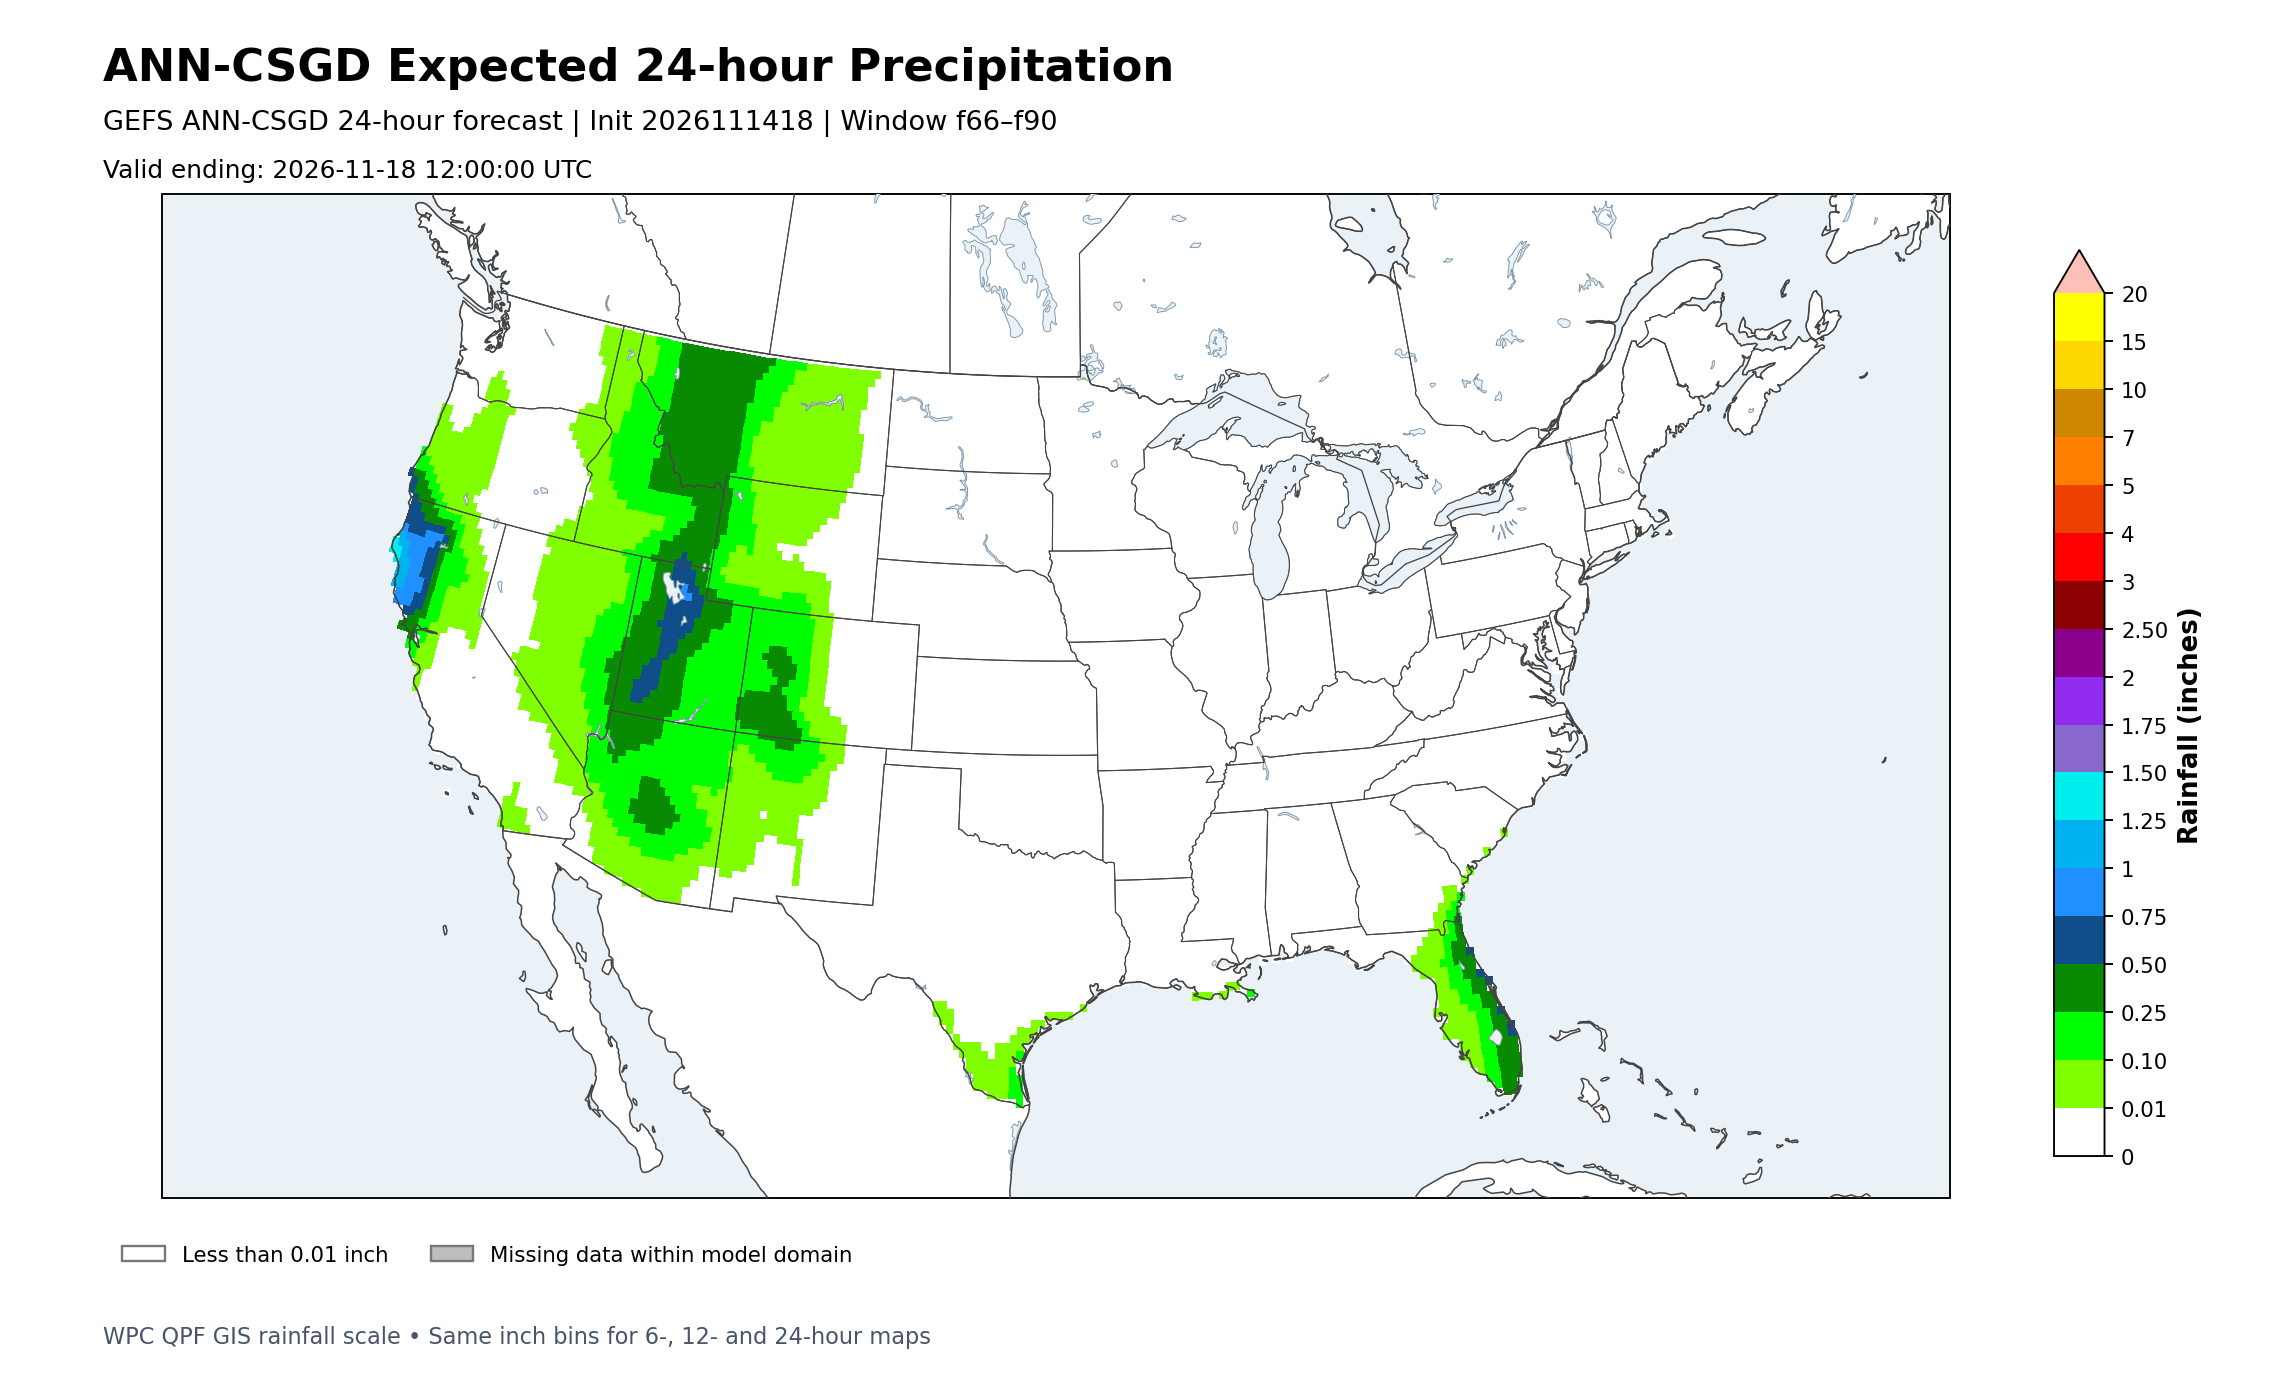 ANN-CSGD Expected 24-hour Precipitation
GEFS ANN-CSGD 24-hour forecast | Init 2026111418 | Window f66–f90
Valid ending: 2026-11-18 12:00:00 UTC
20
15
10
7
5
4
3
2.50
2
1.75
1.50
1.25
1
0.75
0.50
0.25
0.10
0.01
0
Rainfall (inches)
Less than 0.01 inch
Missing data within model domain
WPC QPF GIS rainfall scale • Same inch bins for 6-, 12- and 24-hour maps